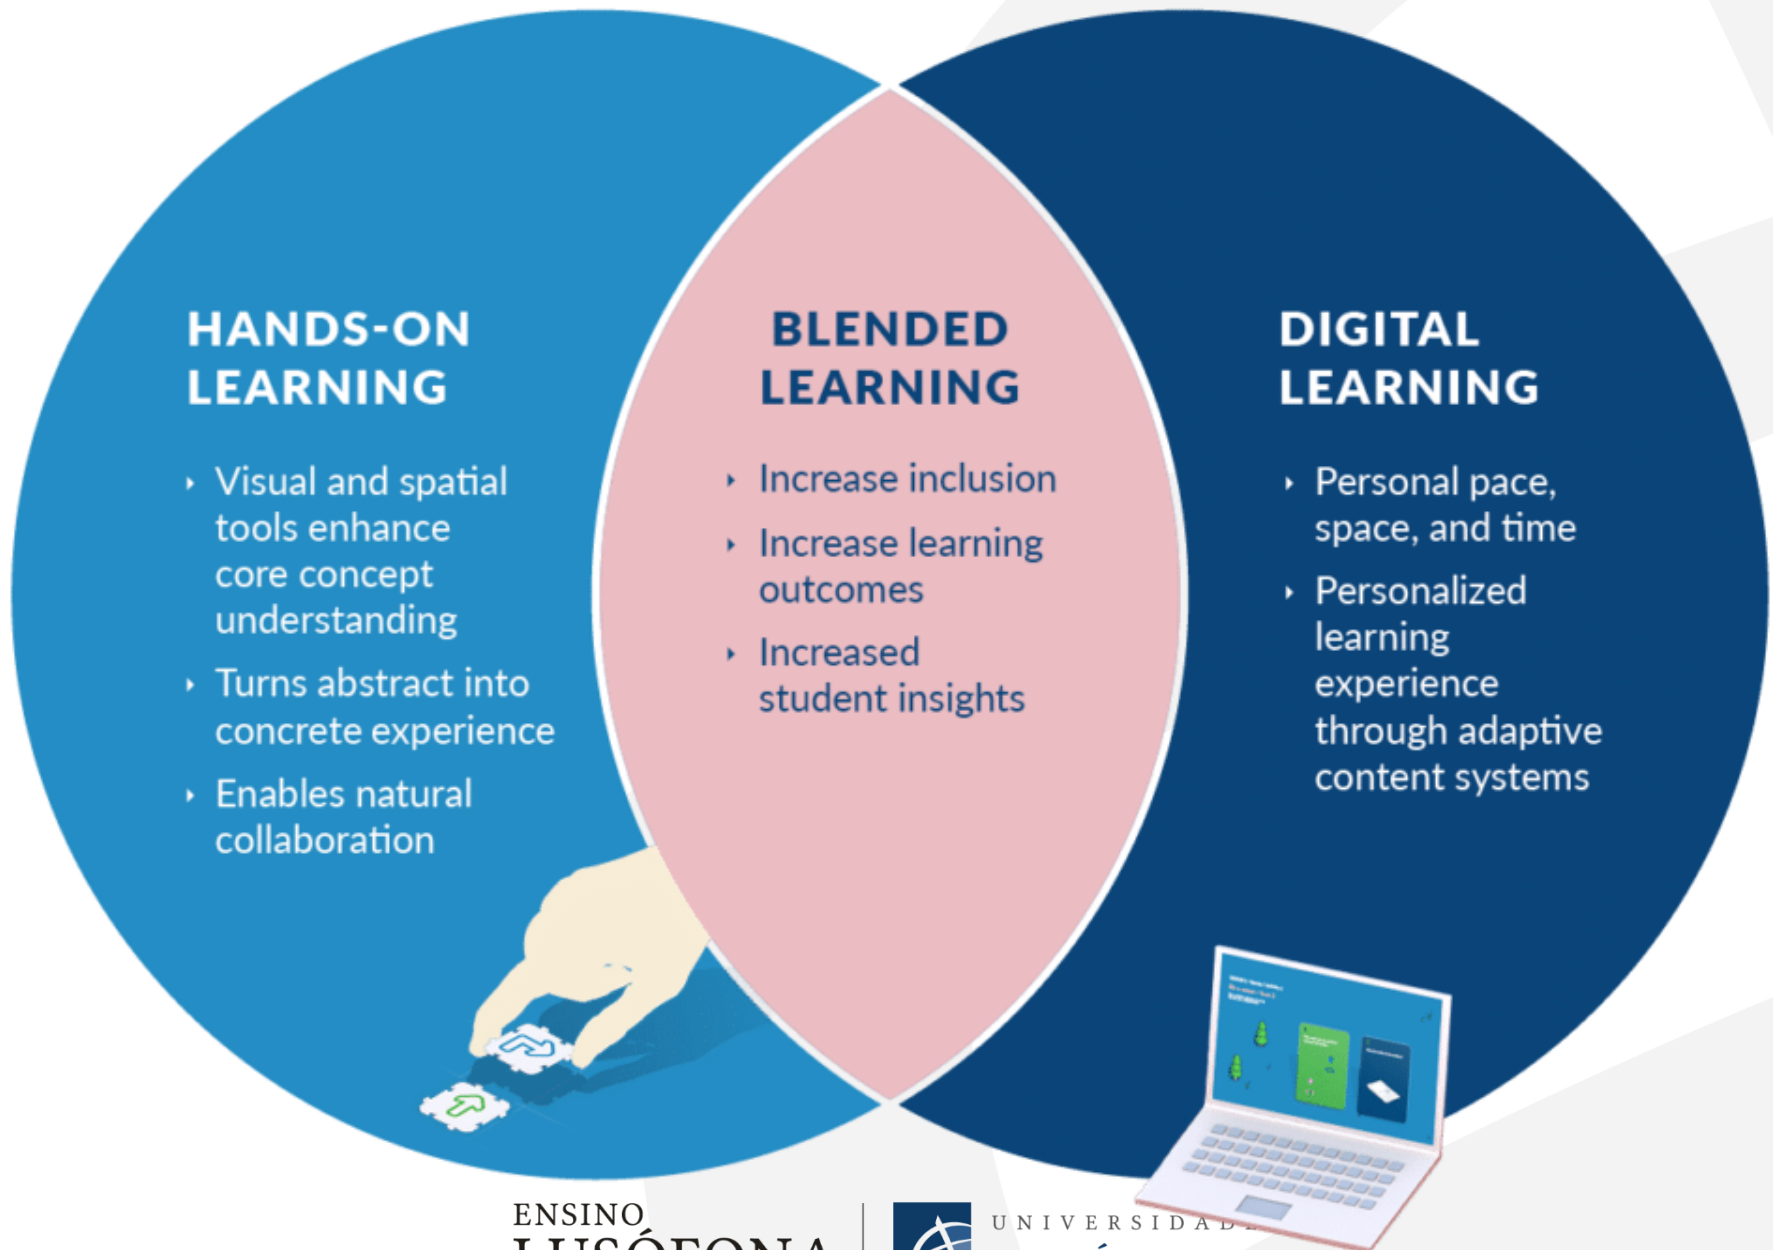 HANDS-ON
LEARNING
Visual and spatial
tools enhance
core concept
understanding
Turns abstract into
concrete experience
Enables natural
collaboration
BLENDED
LEARNING
Increase inclusion
Increase learning
outcomes
Increased
student insights
DIGITAL
LEARNING
Personal pace,
space, and time
Personalized
learning
experience
through adaptive
content systems
ENSINO
LUSÓFONA